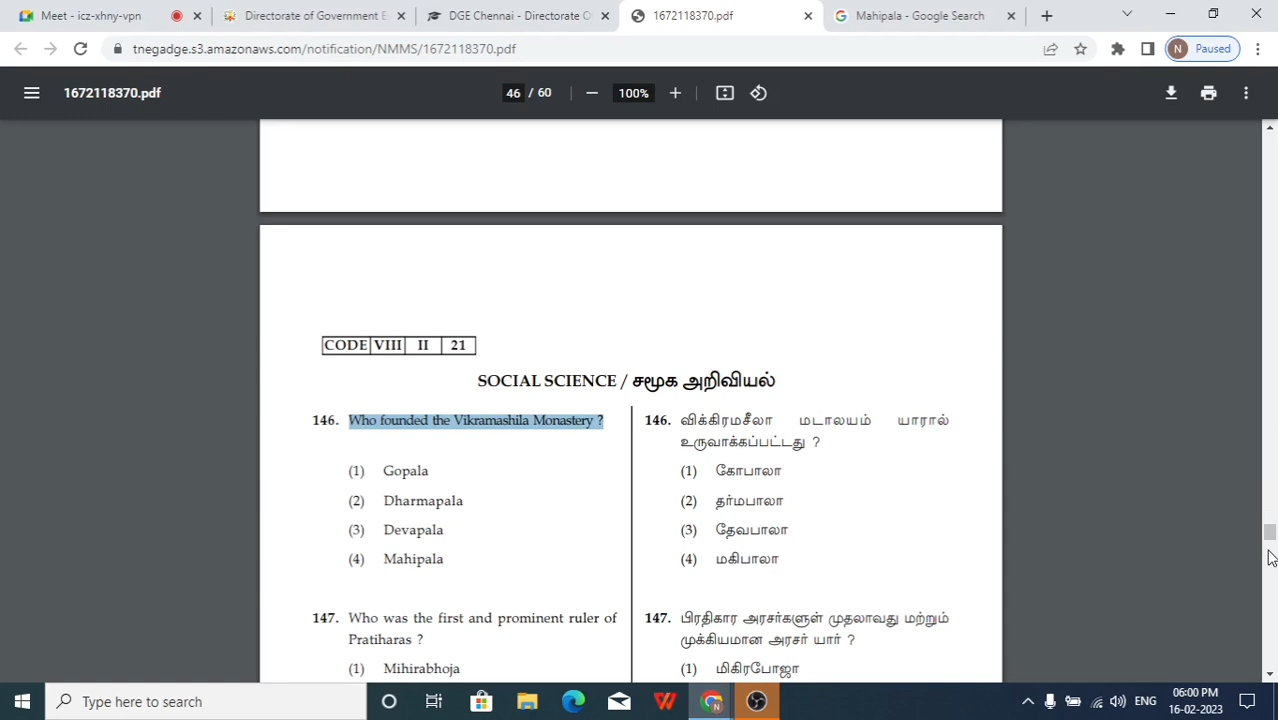 Meet - icz-xhny-vpn
Directorate of Government E
DGE Chennai - Directorate O
1672118370.pdf
Mahipala - Google Search
tnegadge.s3.amazonaws.com/notification/NMMS/1672118370.pdf
N Paused
1672118370.pdf
46 / 60
100%
CODE VIII II 21
SOCIAL SCIENCE / சமூக அறிவியல்
146. Who founded the Vikramashila Monastery ?
(1) Gopala
(2) Dharmapala
(3) Devapala
(4) Mahipala
147. Who was the first and prominent ruler of
Pratiharas ?
(1) Mihirabhoja
146. விக்கிரமசீலா மடாலயம் யாரால்
உருவாக்கப்பட்டது ?
(1) கோபாலா
(2) தர்மபாலா
(3) தேவபாலா
(4) மகிபாலா
147. பிரதிகார அரசர்களுள் முதலாவது மற்றும்
முக்கியமான அரசர் யார் ?
(1) மிகிரபோஜா
Type here to search
N
ENG
06:00 PM
16-02-2023